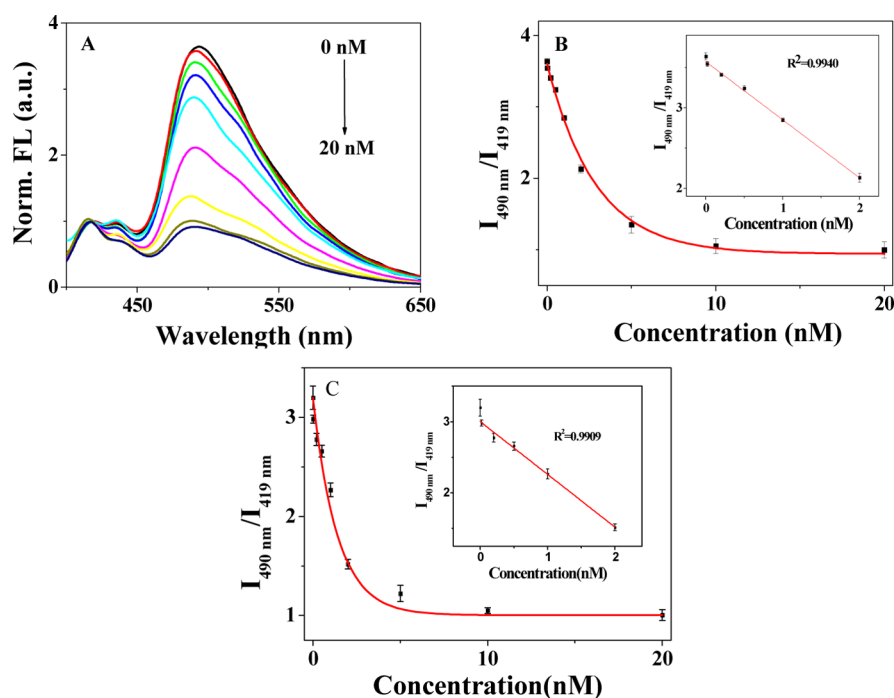 A
0 nM
20 nM
4
2
0
Norm. FL (a.u.)
450
550
650
Wavelength (nm)
B
4
2
I490 nm/I419 nm
0
10
20
Concentration (nM)
R2=0.9940
3
2
I490 nm/I419 nm
0
1
2
Concentration (nM)
C
3
2
1
I490 nm/I419 nm
0
10
20
Concentration(nM)
R2=0.9909
3
2
I490 nm/I419 nm
0
1
2
Concentration(nM)